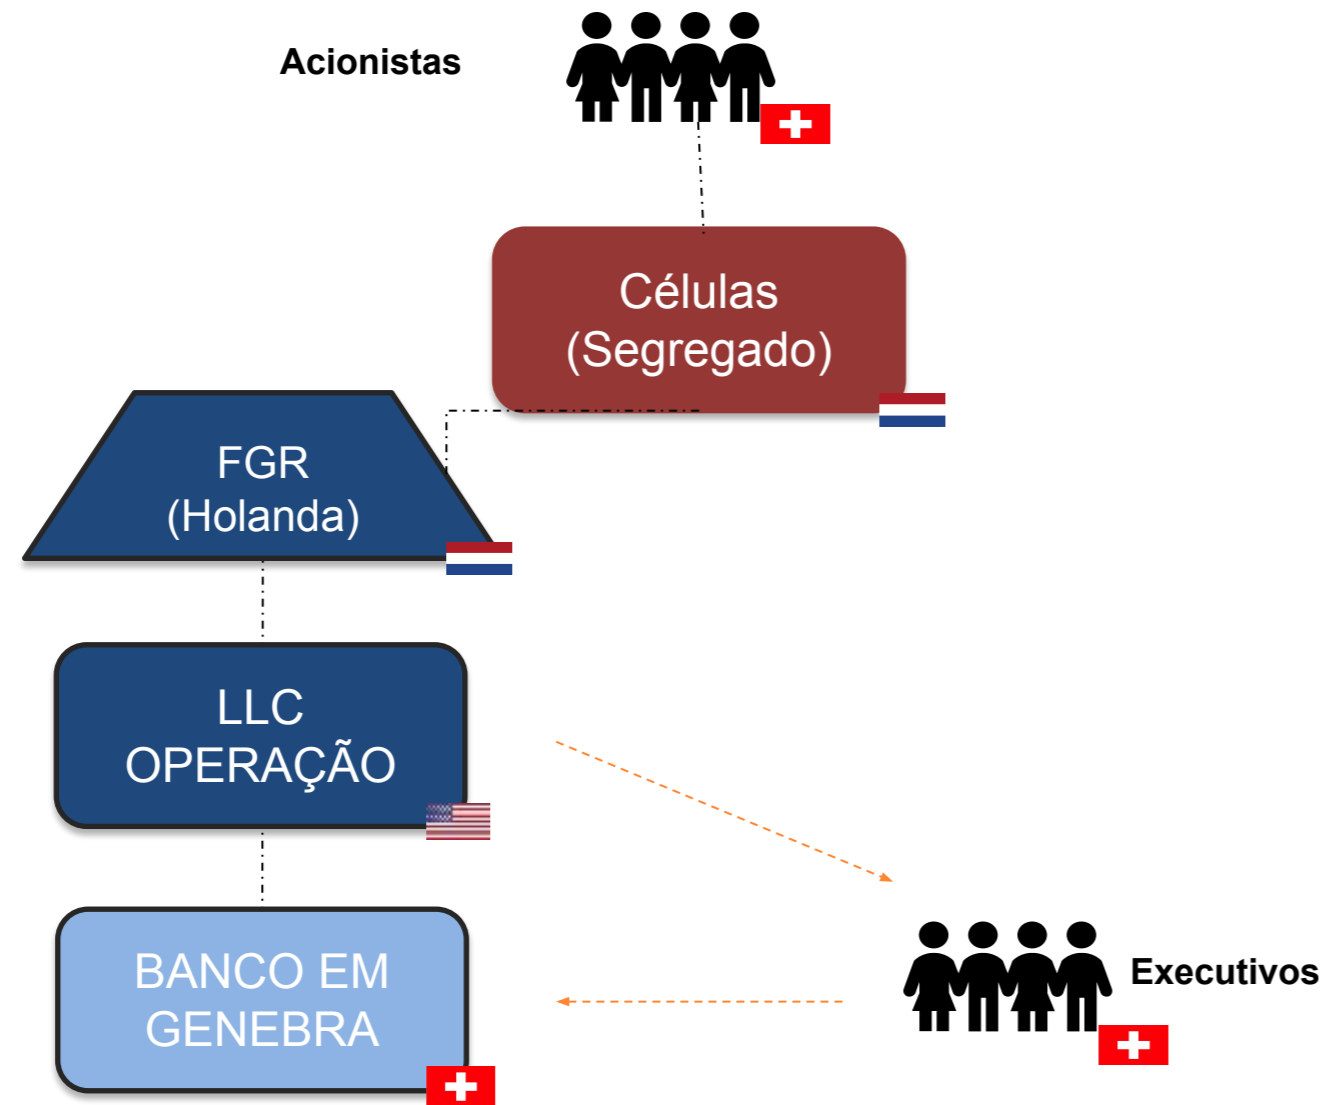 Acionistas
Células
(Segregado)
FGR
(Holanda)
LLC
OPERAÇÃO
BANCO EM
GENEBRA
Executivos